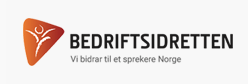 BEDRIFTSIDRETTEN
Vi bidrar til et sprekere Norge